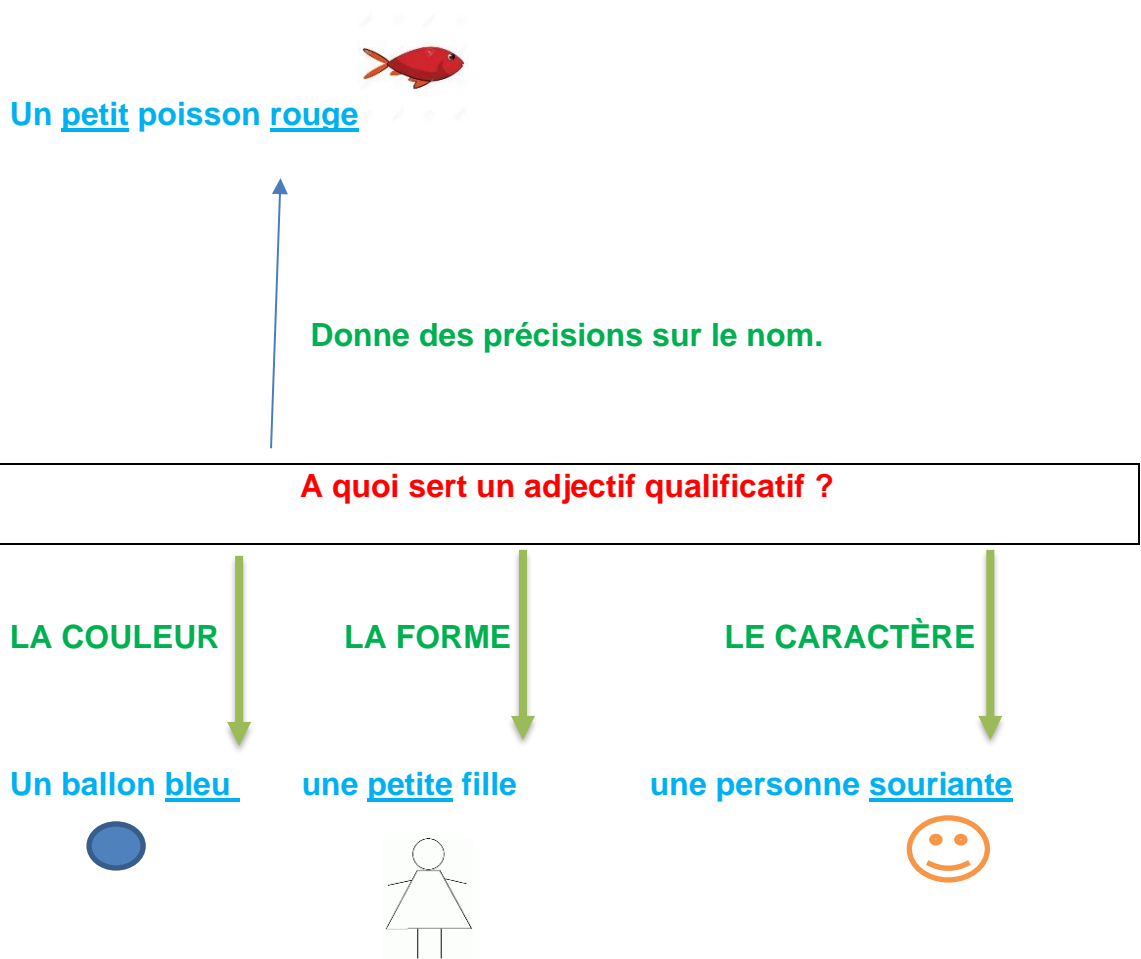 Un petit poisson rouge
Donne des précisions sur le nom.
A quoi sert un adjectif qualificatif ?
LA COULEUR LA FORME LE CARACTÈRE
Un ballon bleu une petite fille une personne souriante